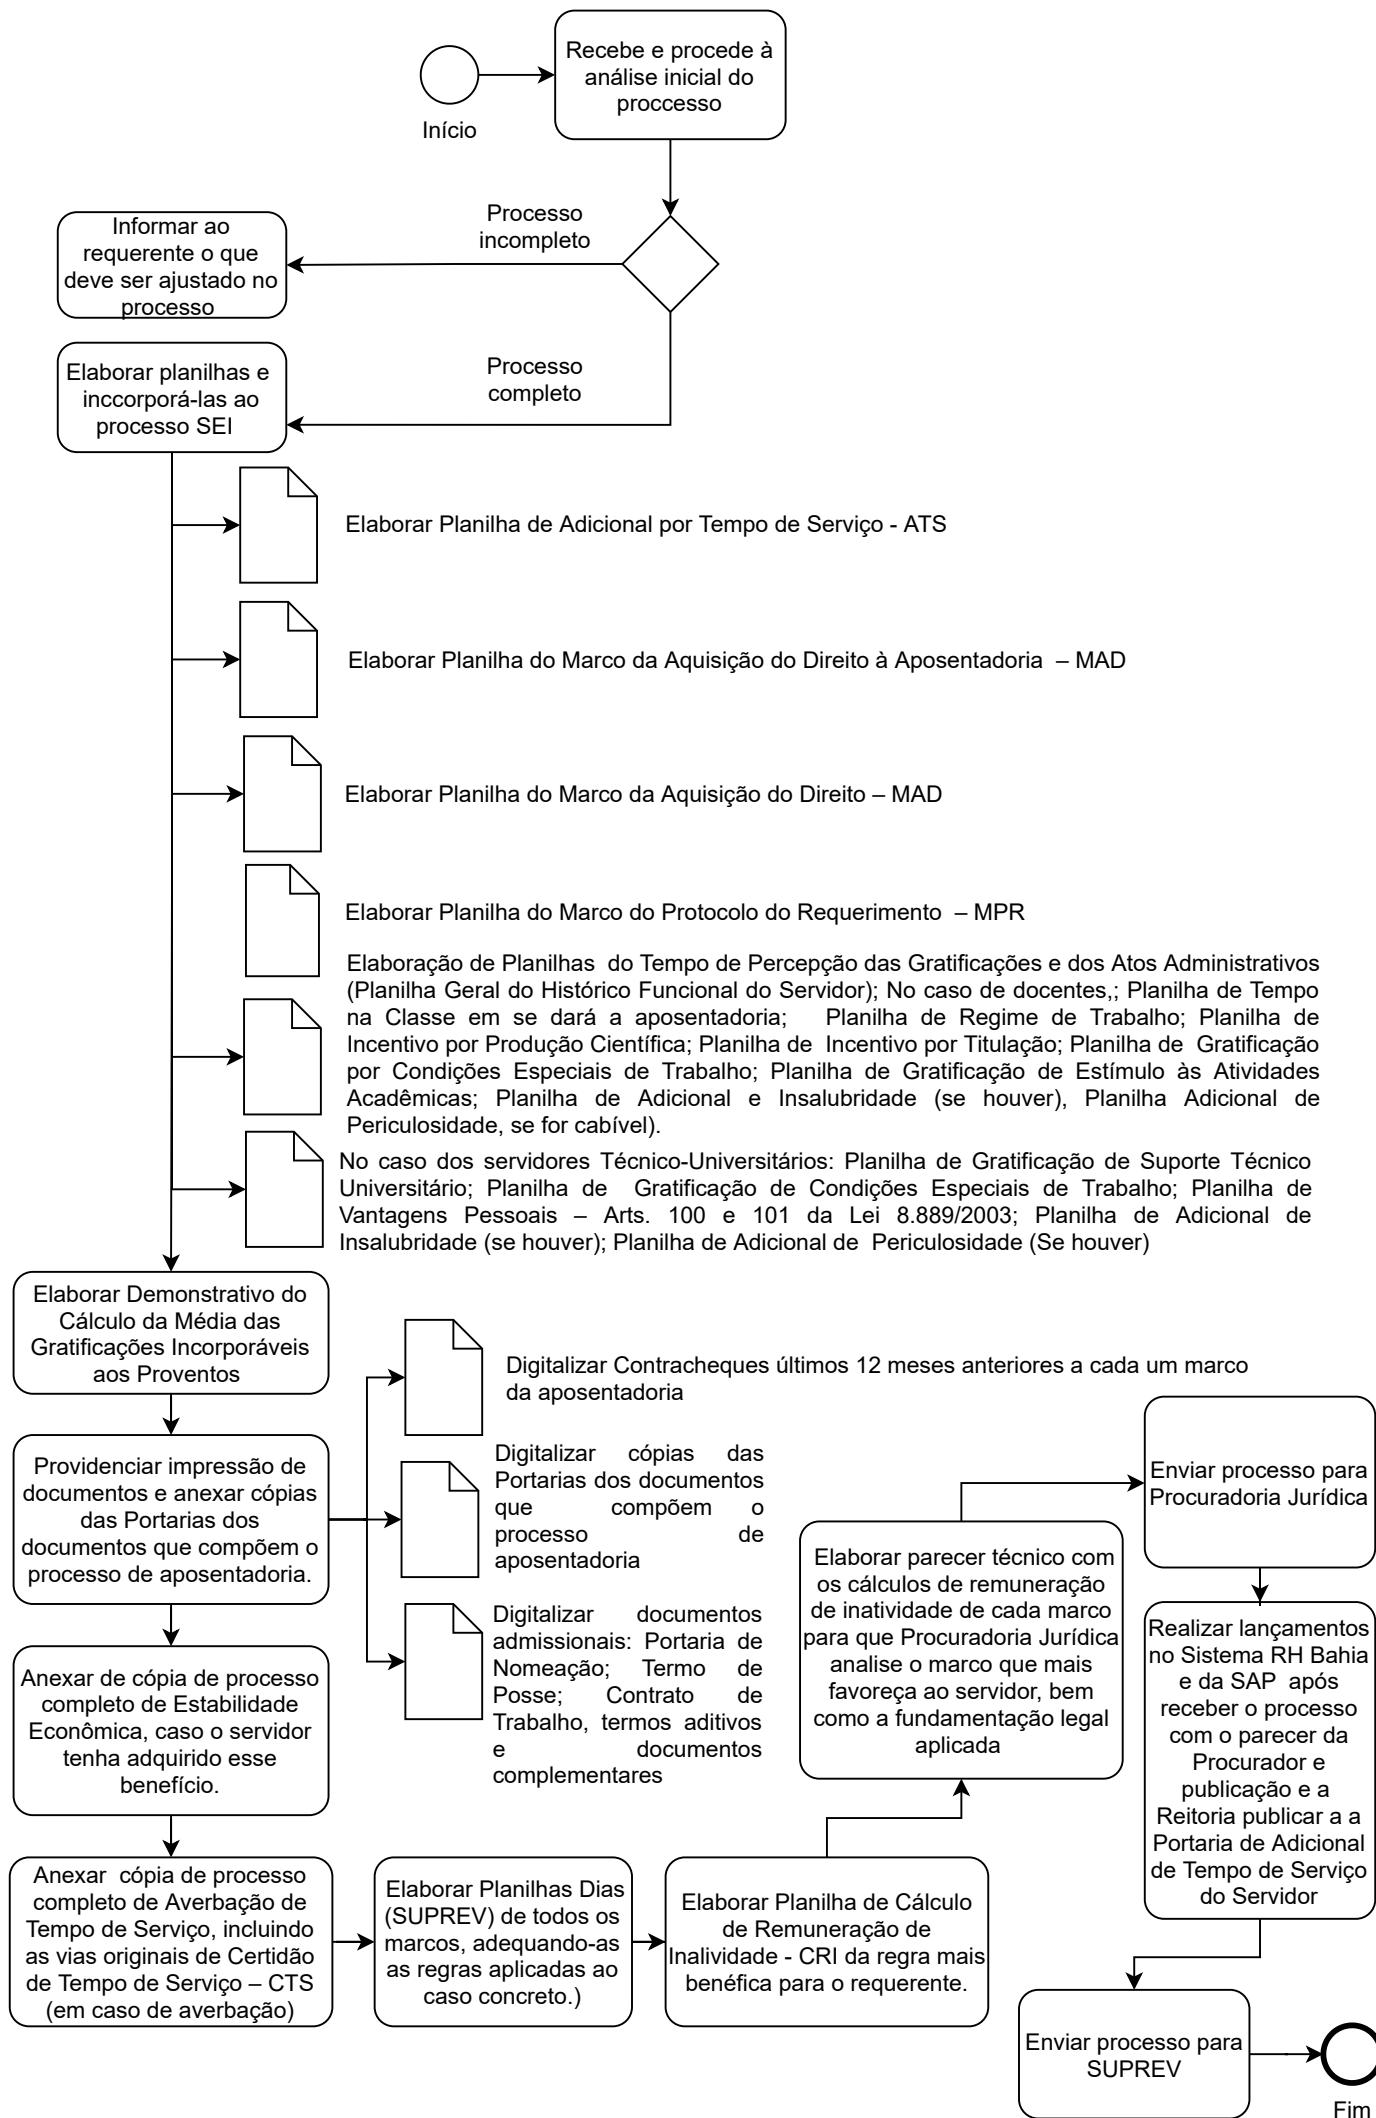 Recebe e procede à
análise inicial do
proccesso
Início
Processo
incompleto
Informar ao
requerente o que
deve ser ajustado no
processo
Processo
completo
Elaborar planilhas e
inccorporá-las ao
processo SEI
Elaborar Planilha de Adicional por Tempo de Serviço - ATS
Elaborar Planilha do Marco da Aquisição do Direito à Aposentadoria – MAD
Elaborar Planilha do Marco da Aquisição do Direito – MAD
Elaborar Planilha do Marco do Protocolo do Requerimento – MPR
Elaboração de Planilhas do Tempo de Percepção das Gratificações e dos Atos Administrativos
(Planilha Geral do Histórico Funcional do Servidor); No caso de docentes,; Planilha de Tempo
na Classe em se dará a aposentadoria; Planilha de Regime de Trabalho; Planilha de
Incentivo por Produção Científica; Planilha de Incentivo por Titulação; Planilha de Gratificação
por Condições Especiais de Trabalho; Planilha de Gratificação de Estímulo às Atividades
Acadêmicas; Planilha de Adicional e Insalubridade (se houver), Planilha Adicional de
Periculosidade, se for cabível).
No caso dos servidores Técnico-Universitários: Planilha de Gratificação de Suporte Técnico
Universitário; Planilha de Gratificação de Condições Especiais de Trabalho; Planilha de
Vantagens Pessoais – Arts. 100 e 101 da Lei 8.889/2003; Planilha de Adicional de
Insalubridade (se houver); Planilha de Adicional de Periculosidade (Se houver)
Elaborar Demonstrativo do
Cálculo da Média das
Gratificações Incorporáveis
aos Proventos
Digitalizar Contracheques últimos 12 meses anteriores a cada um marco
da aposentadoria
Providenciar impressão de
documentos e anexar cópias
das Portarias dos
documentos que compõem o
processo de aposentadoria.
Digitalizar cópias das
Portarias dos documentos
que compõem o
processo de
aposentadoria
Digitalizar documentos
admissionais: Portaria de
Nomeação; Termo de
Posse; Contrato de
Trabalho, termos aditivos
e documentos
complementares
Anexar de cópia de processo
completo de Estabilidade
Econômica, caso o servidor
tenha adquirido esse
benefício.
Anexar cópia de processo
completo de Averbação de
Tempo de Serviço, incluindo
as vias originais de Certidão
de Tempo de Serviço – CTS
(em caso de averbação)
Elaborar Planilhas Dias
(SUPREV) de todos os
marcos, adequando-as
as regras aplicadas ao
caso concreto.)
Elaborar Planilha de Cálculo
de Remuneração de
Inalividade - CRI da regra mais
benéfica para o requerente.
Elaborar parecer técnico com
os cálculos de remuneração
de inatividade de cada marco
para que Procuradoria Jurídica
analise o marco que mais
favoreça ao servidor, bem
como a fundamentação legal
aplicada
Enviar processo para
Procuradoria Jurídica
Realizar lançamentos
no Sistema RH Bahia
e da SAP após
receber o processo
com o parecer da
Procurador e
publicação e a
Reitoria publicar a a
Portaria de Adicional
de Tempo de Serviço
do Servidor
Enviar processo para
SUPREV
Fim